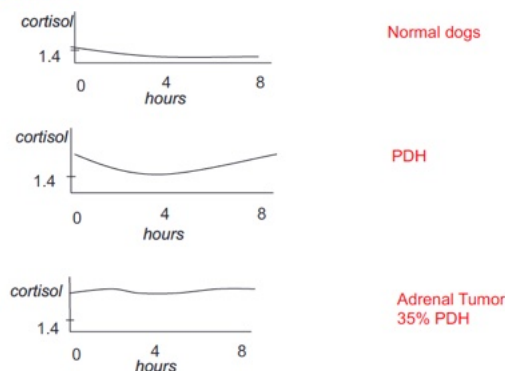 cortisol
Normal dogs
1.4
0 4 8
hours
cortisol
PDH
1.4
0 4 8
hours
cortisol
Adrenal Tumor
35% PDH
1.4
0 4 8
hours